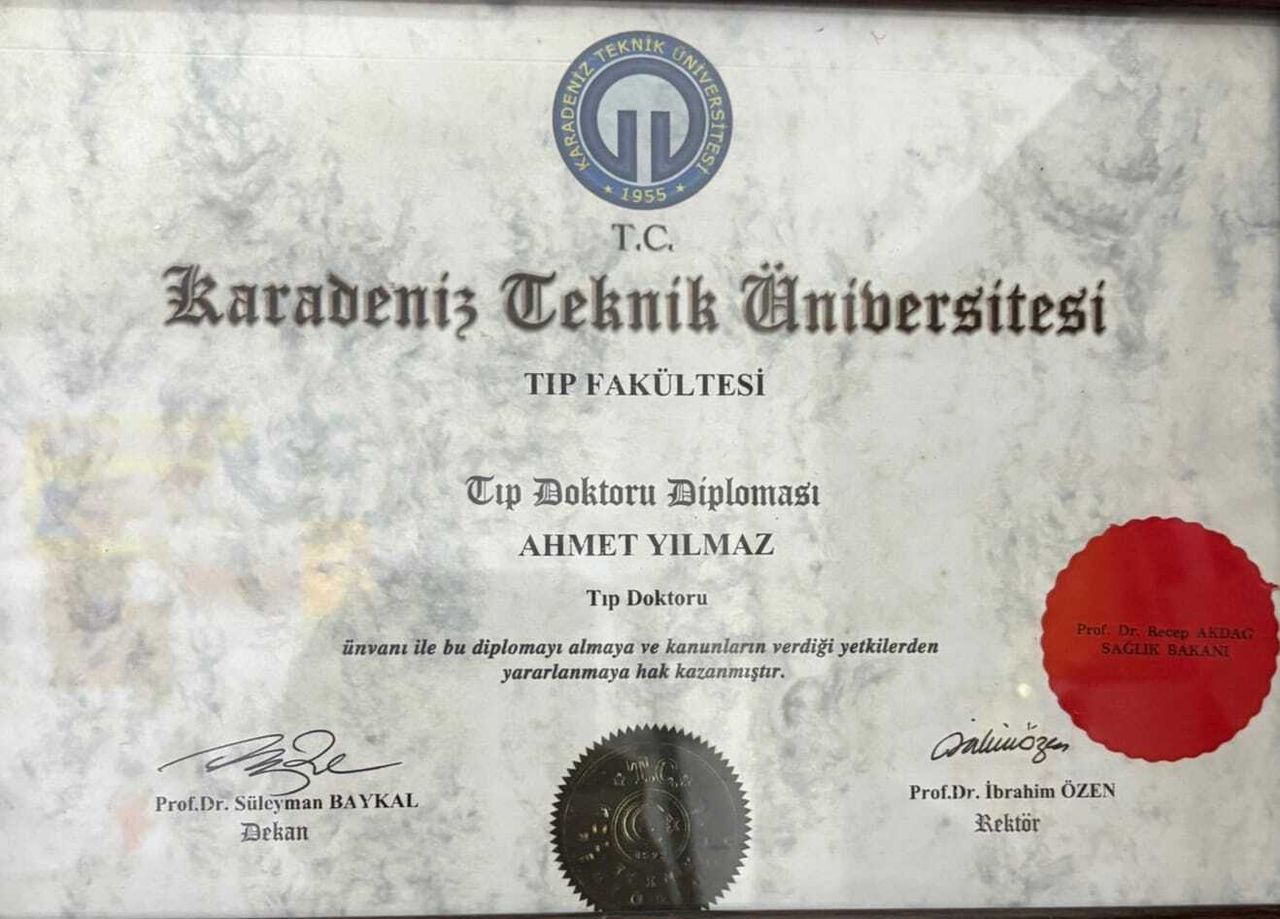 KARADENİZ TEKNİK ÜNİVERSİTESİ
1955
T.C.
Karadeniz Teknik Üniversitesi
TIP FAKÜLTESİ
Tıp Doktoru Diploması
AHMET YILMAZ
Tıp Doktoru
ünvanı ile bu diplomayı almaya ve kanunların verdiği yetkilerden
yararlanmaya hak kazanmıştır.
Prof. Dr. Recep AKDAĞ
SAĞLIK BAKANI
Prof.Dr. Süleyman BAYKAL
Dekan
T.C.
Prof.Dr. İbrahim ÖZEN
Rektör